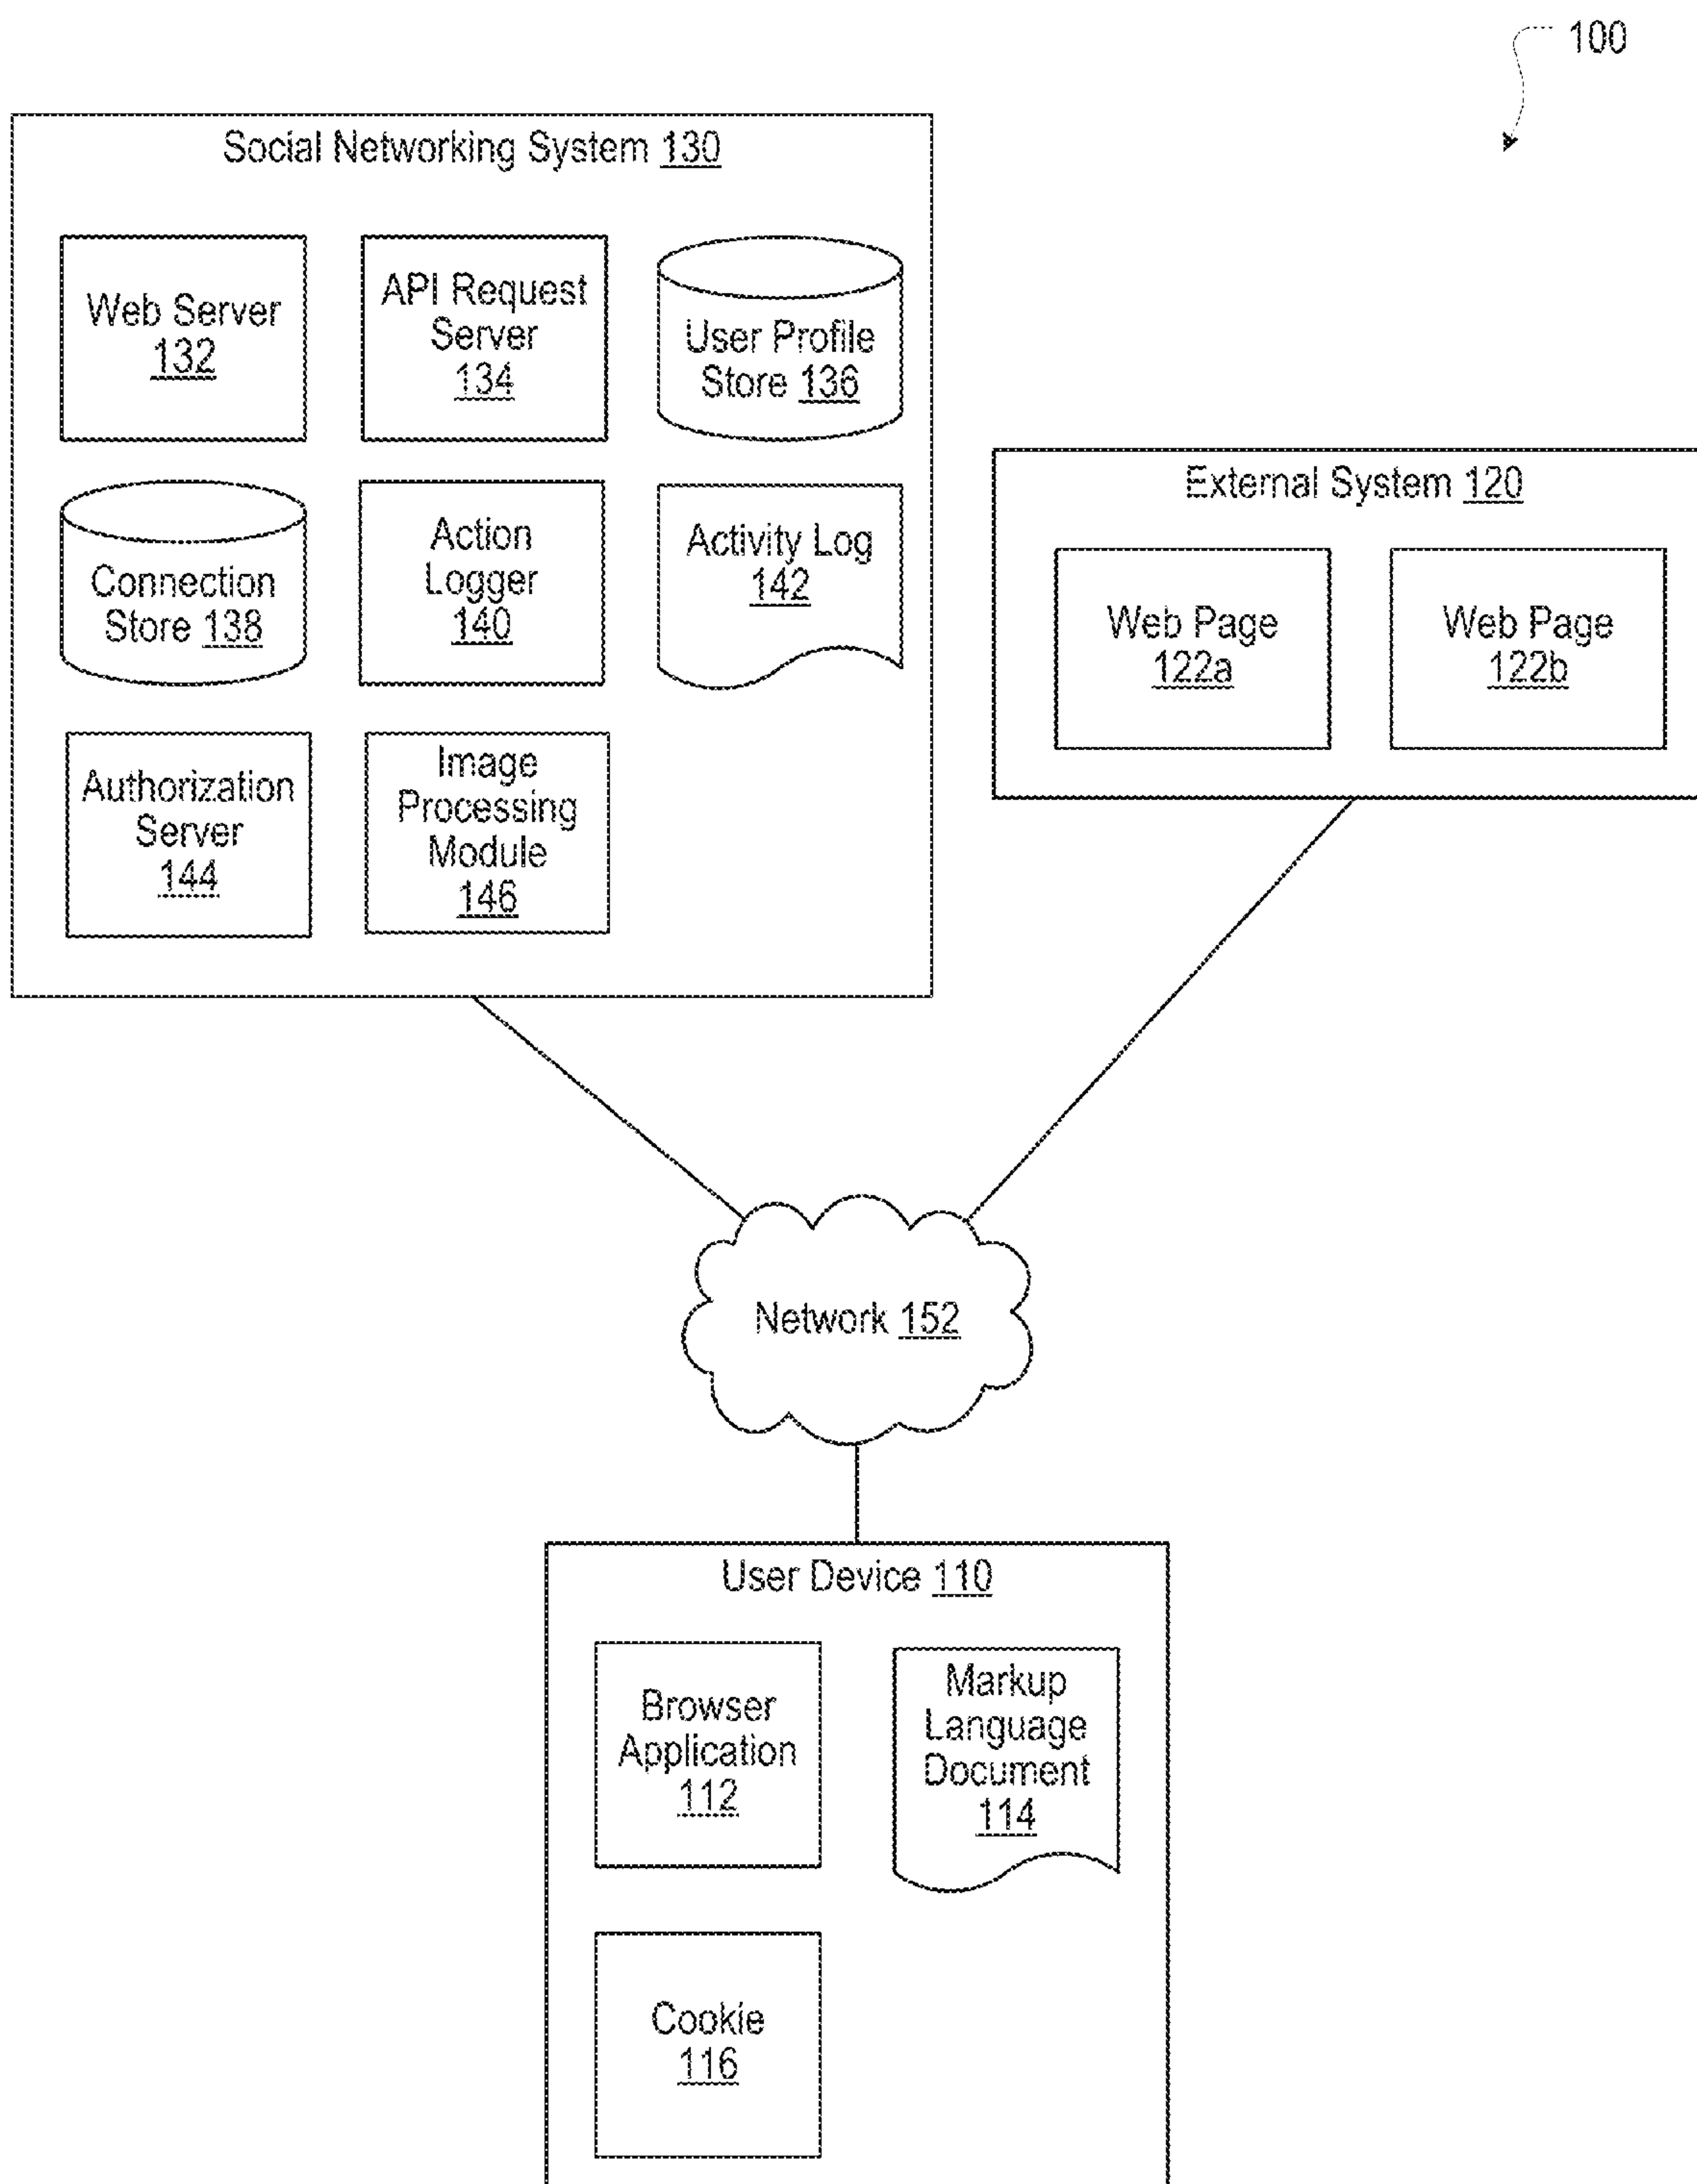 100
Social Networking System 130
Web Server
132
API Request
Server
134
User Profile
Store 136
Connection
Store 138
Action
Logger
140
Activity Log
142
Authorization
Server
144
Image
Processing
Module
146
External System 120
Web Page
122a
Web Page
122b
Network 152
User Device 110
Browser
Application
112
Markup
Language
Document
114
Cookie
116